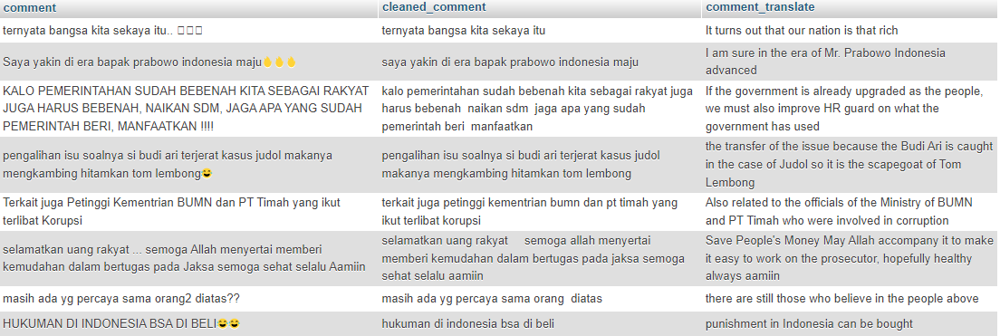 comment cleaned_comment comment_translate
ternyata bangsa kita sekaya itu.. ▯▯▯ ternyata bangsa kita sekaya itu It turns out that our nation is that rich
Saya yakin di era bapak prabowo indonesia maju✋✋✋ saya yakin di era bapak prabowo indonesia maju I am sure in the era of Mr. Prabowo Indonesia
advanced
KALO PEMERINTAHAN SUDAH BEBENAH KITA SEBAGAI RAKYAT
JUGA HARUS BEBENAH, NAIKAN SDM, JAGA APA YANG SUDAH
PEMERINTAH BERI, MANFAATKAN !!!!
kalo pemerintahan sudah bebenah kita sebagai rakyat juga
harus bebenah  naikan sdm  jaga apa yang sudah
pemerintah beri  manfaatkan
If the government is already upgraded as the people,
we must also improve HR guard on what the
government has used
pengalihan isu soalnya si budi ari terjerat kasus judol makanya
mengkambing hitamkan tom lembong😂
pengalihan isu soalnya si budi ari terjerat kasus judol
makanya mengkambing hitamkan tom lembong
the transfer of the issue because the Budi Ari is caught
in the case of Judol so it is the scapegoat of Tom
Lembong
Terkait juga Petinggi Kementrian BUMN dan PT Timah yang ikut
terlibat Korupsi
terkait juga petinggi kementrian bumn dan pt timah yang
ikut terlibat korupsi
Also related to the officials of the Ministry of BUMN
and PT Timah who were involved in corruption
selamatkan uang rakyat ... semoga Allah menyertai memberi
kemudahan dalam bertugas pada Jaksa semoga sehat selalu Aamiin
selamatkan uang rakyat     semoga allah menyertai
memberi kemudahan dalam bertugas pada jaksa semoga
sehat selalu aamiin
Save People's Money May Allah accompany it to make
it easy to work on the prosecutor, hopefully healthy
always aamiin
masih ada yg percaya sama orang2 diatas?? masih ada yg percaya sama orang  diatas there are still those who believe in the people above
HUKUMAN DI INDONESIA BSA DI BELI😂😂 hukuman di indonesia bsa di beli punishment in Indonesia can be bought